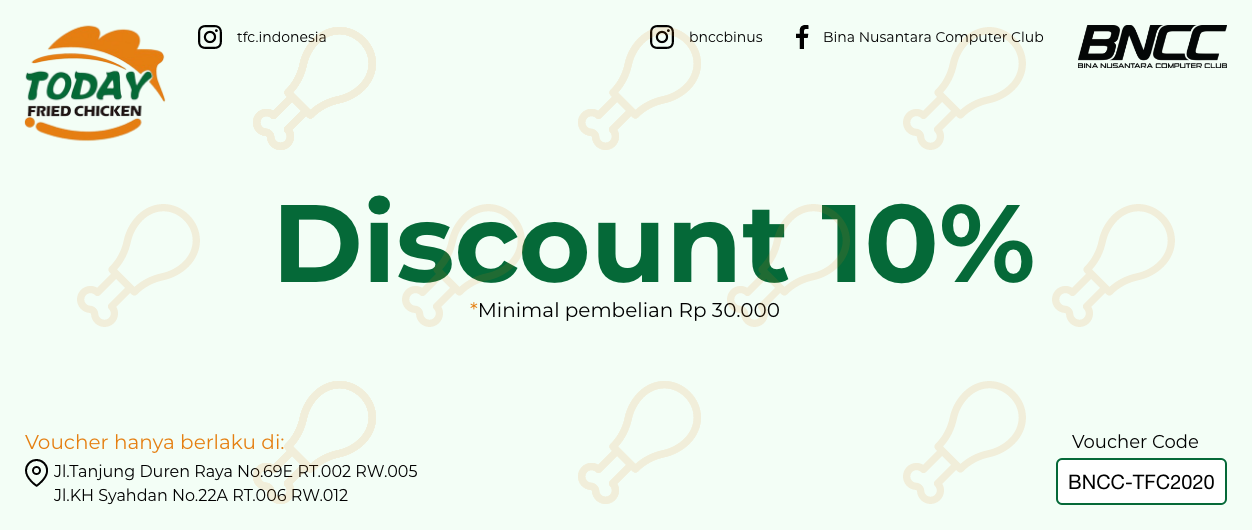 TODAY
FRIED CHICKEN
tfc.indonesia
bnccbinus
Bina Nusantara Computer Club
BNCC
BINA NUSANTARA COMPUTER CLUB
Discount 10%
*Minimal pembelian Rp 30.000
Voucher hanya berlaku di:
Jl.Tanjung Duren Raya No.69E RT.002 RW.005
Jl.KH Syahdan No.22A RT.006 RW.012
Voucher Code
BNCC-TFC2020